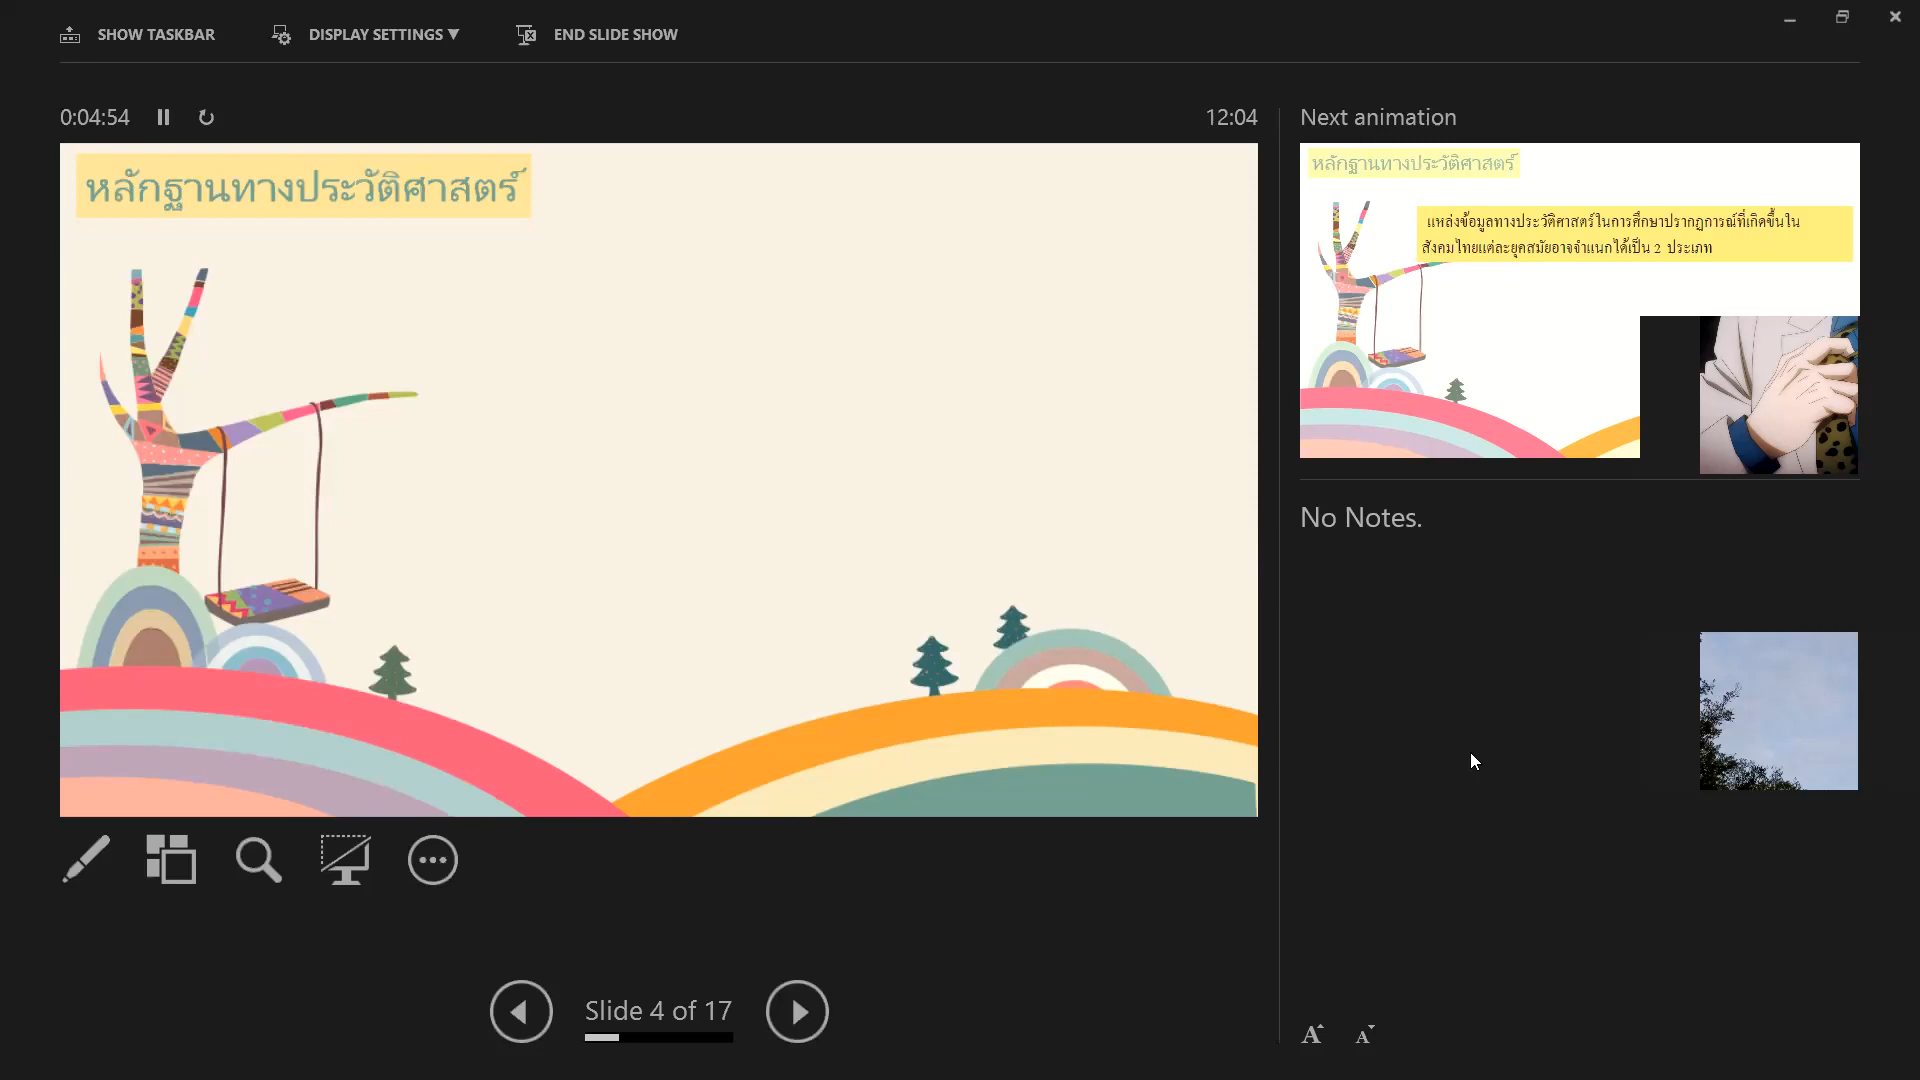 SHOW TASKBAR
DISPLAY SETTINGS ▼
END SLIDE SHOW
0:04:54
12:04
Next animation
หลักฐานทางประวัติศาสตร์
หลักฐานทางประวัติศาสตร์
แหล่งข้อมูลทางประวัติศาสตร์ในการศึกษาปรากฏการณ์ที่เกิดขึ้นใน
สังคมไทยแต่ละยุคสมัยอาจจำแนกได้เป็น 2 ประเภท
No Notes.
Slide 4 of 17
A A